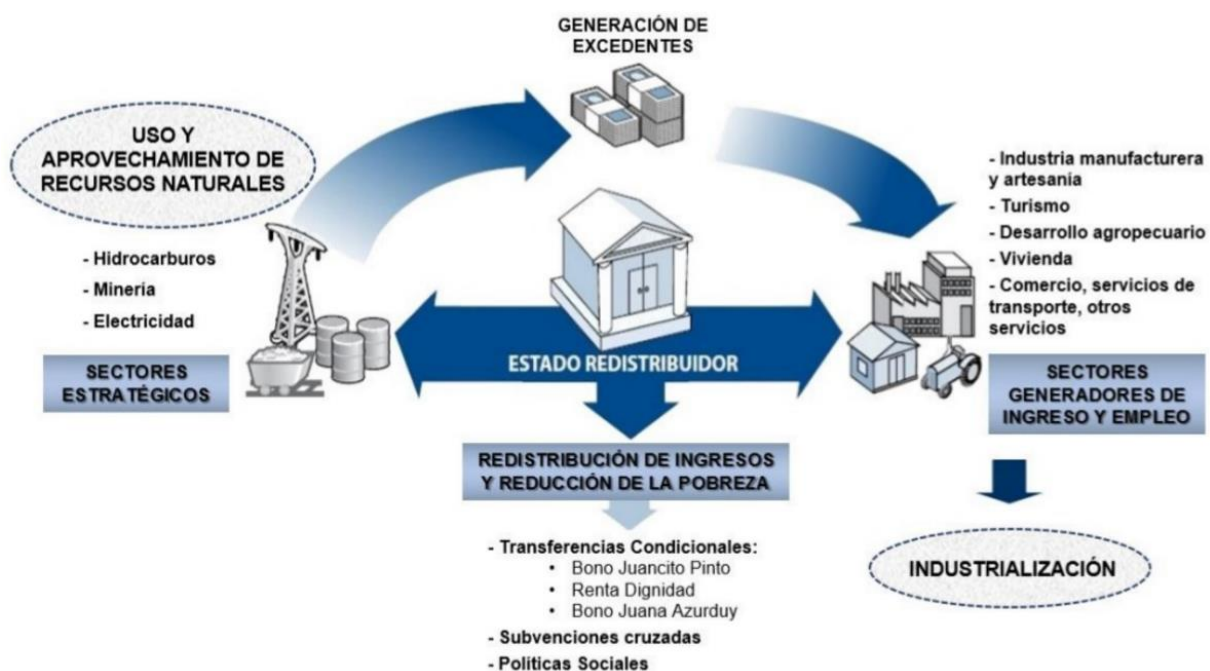 GENERACIÓN DE
EXCEDENTES
USO Y
APROVECHAMIENTO DE
RECURSOS NATURALES
- Hidrocarburos
- Minería
- Electricidad
SECTORES
ESTRATÉGICOS
ESTADO REDISTRIBUIDOR
- Industria manufacturera
y artesanía
- Turismo
- Desarrollo agropecuario
- Vivienda
- Comercio, servicios de
transporte, otros
servicios
SECTORES
GENERADORES DE
INGRESO Y EMPLEO
REDISTRIBUCIÓN DE INGRESOS
Y REDUCCIÓN DE LA POBREZA
- Transferencias Condicionales:
• Bono Juancito Pinto
• Renta Dignidad
• Bono Juana Azurduy
- Subvenciones cruzadas
- Políticas Sociales
INDUSTRIALIZACIÓN